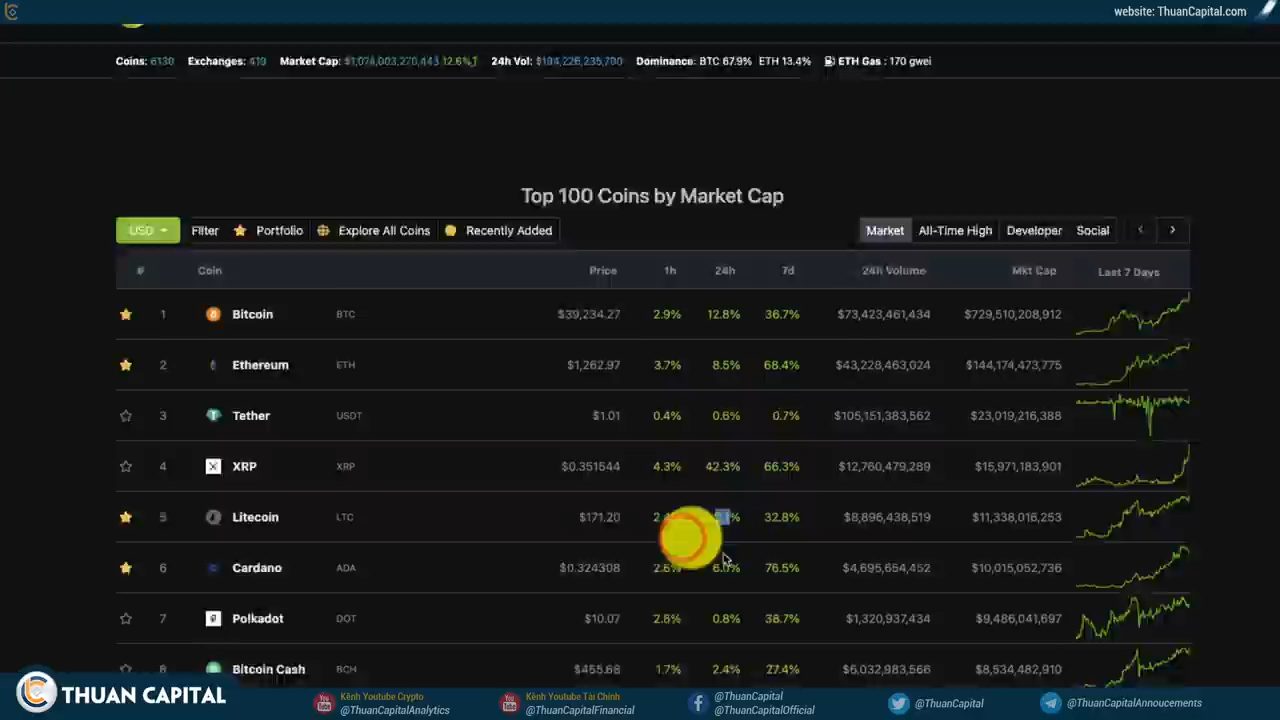 website: ThuanCapital.com
Coins: 6130 Exchanges: 419 Market Cap: $1,074,003,270,443 12.6% 24h Vol: $194,226,235,700 Dominance: BTC 67.9% ETH 13.4% ETH Gas : 170 gwei
Top 100 Coins by Market Cap
USD Filter Portfolio Explore All Coins Recently Added Market All-Time High Developer Social
# Coin Price 1h 24h 7d 24h Volume Mkt Cap Last 7 Days
1 Bitcoin BTC $39,234.27 2.9% 12.8% 36.7% $73,423,461,434 $729,510,208,912
2 Ethereum ETH $1,262.97 3.7% 8.5% 68.4% $43,228,463,024 $144,174,473,775
3 Tether USDT $1.01 0.4% 0.6% 0.7% $105,151,383,562 $23,019,216,388
4 XRP XRP $0.351544 4.3% 42.3% 66.3% $12,760,479,289 $15,971,183,901
5 Litecoin LTC $171.20 32.8% $8,896,438,519 $11,338,016,253
6 Cardano ADA $0.324308 76.5% $4,695,654,452 $10,015,052,736
7 Polkadot DOT $10.07 2.8% 0.8% 38.7% $1,320,937,434 $9,486,041,697
8 Bitcoin Cash BCH $455.68 1.7% 2.4% 27.4% $6,032,983,566 $8,534,482,910
THUAN CAPITAL
Kênh Youtube Crypto
@ThuanCapitalAnalytics
Kênh Youtube Tài Chính
@ThuanCapitalFinancial
@ThuanCapital
@ThuanCapitalOfficial
@ThuanCapital
@ThuanCapitalAnnoucements